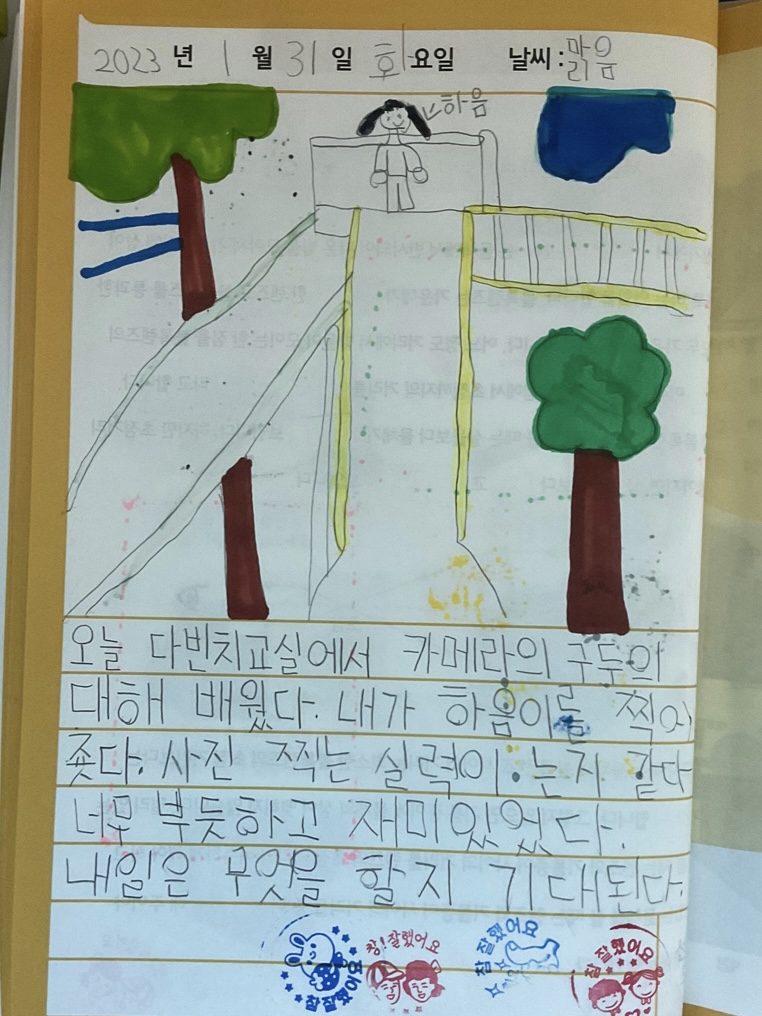 2023 년 1 월 31 일 화요일 날씨 : 맑음
하음
오늘 다빈치교실에서 카메라의 구두의
대해 배웠다. 내가 하음이를 찍어
줬다. 사진 찍는 실력이 는거 같다
너무 뿌듯하고 재미있었다.
내일은 무엇을 할지 기대된다.
참잘했어요
참!잘했어요
참잘했어요
참잘했어요